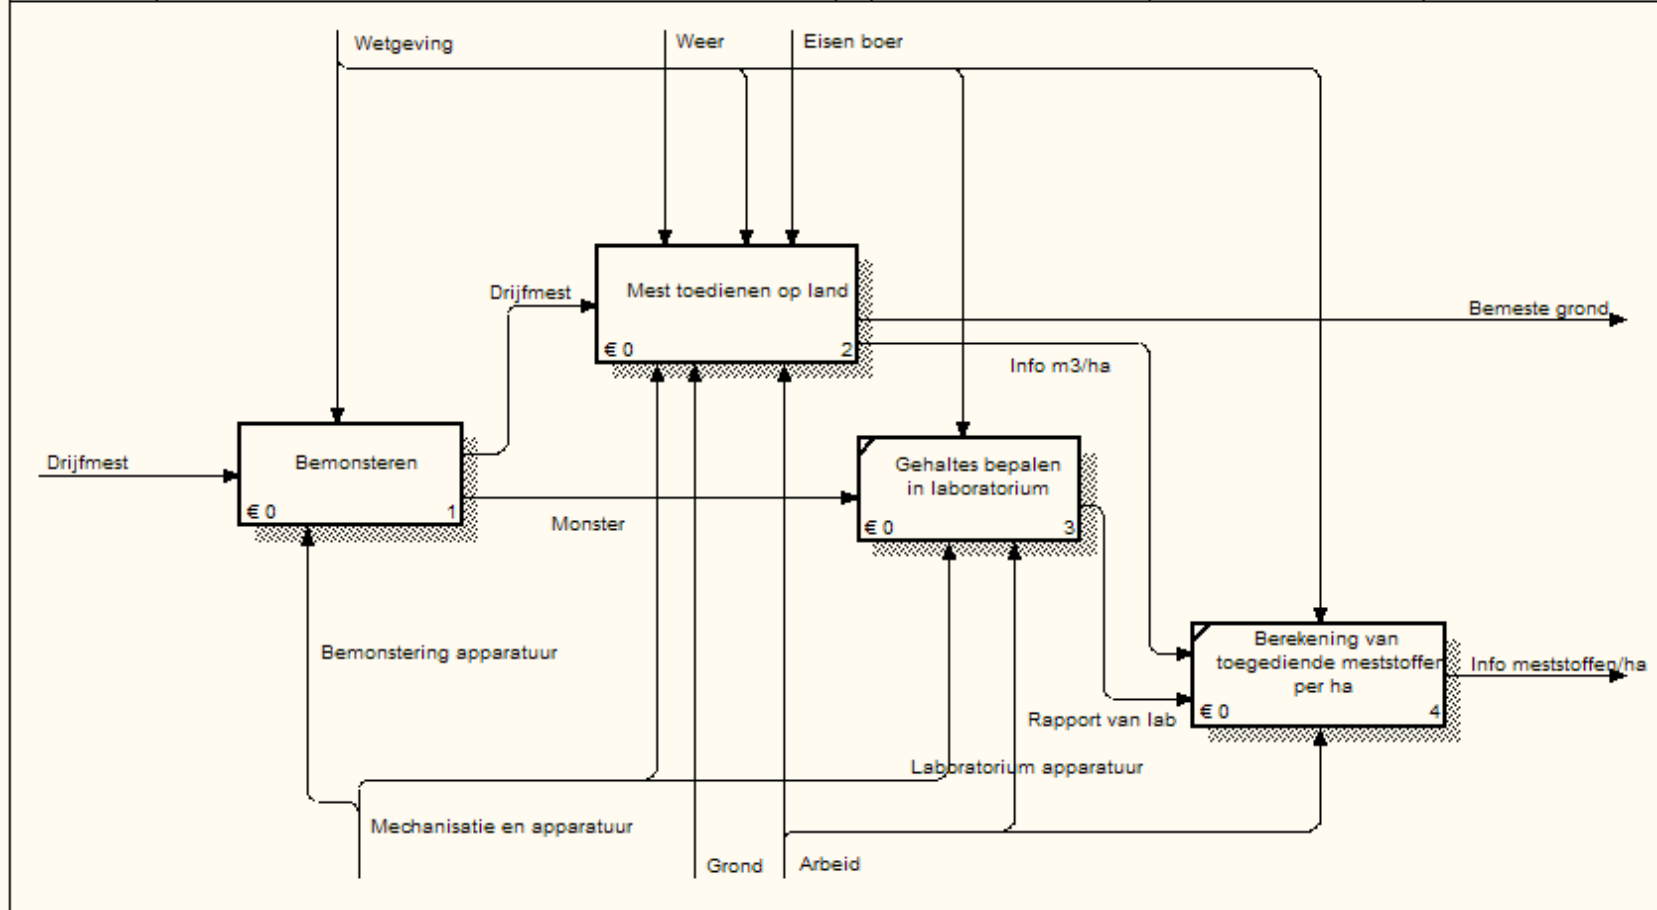 Wetgeving
Weer
Eisen boer
Drijfmest
Mest toedienen op land
€ 0
2
Bemeste grond
Info m3/ha
Drijfmest
Bemonsteren
€ 0
1
Monster
Gehaltes bepalen
in laboratorium
€ 0
3
Bemonstering apparatuur
Berekening van
toegediende meststoffen
per ha
€ 0
4
Info meststoffen/ha
Rapport van lab
Laboratorium apparatuur
Mechanisatie en apparatuur
Grond
Arbeid